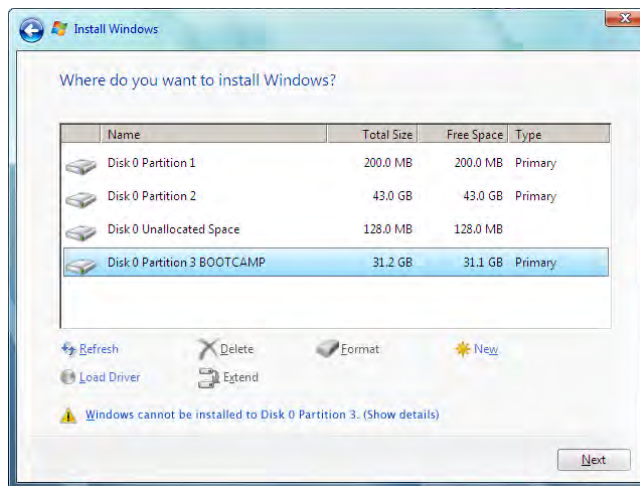 Install Windows
Where do you want to install Windows?
Name Total Size Free Space Type
Disk 0 Partition 1 200.0 MB 200.0 MB Primary
Disk 0 Partition 2 43.0 GB 43.0 GB Primary
Disk 0 Unallocated Space 128.0 MB 128.0 MB
Disk 0 Partition 3 BOOTCAMP 31.2 GB 31.1 GB Primary
Refresh Delete Format New
Load Driver Extend
Windows cannot be installed to Disk 0 Partition 3. (Show details)
Next